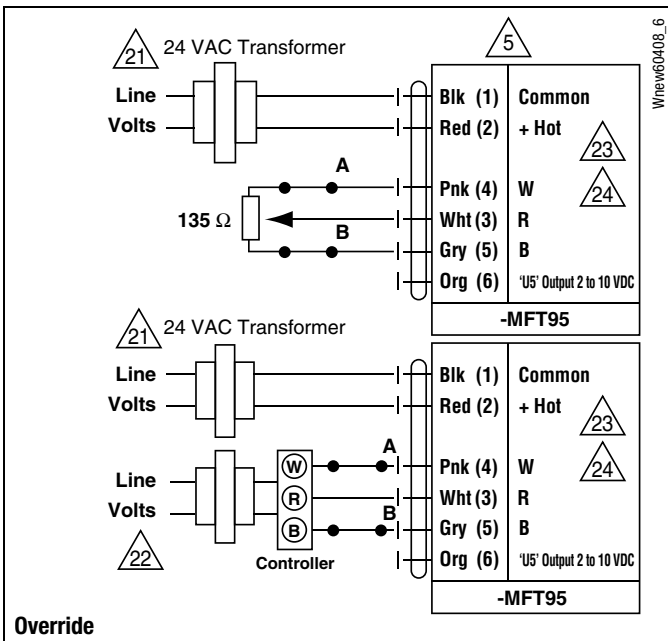 Wnew60408_6
5
21 24 VAC Transformer
Line
Volts
Blk (1) Common
Red (2) + Hot
23
24
A
135 Ω
B
Pnk (4) W
Wht (3) R
Gry (5) B
Org (6) 'U5' Output 2 to 10 VDC
-MFT95
21 24 VAC Transformer
Line
Volts
Blk (1) Common
Red (2) + Hot
23
24
A
Line
Volts
22
W
R
B
B
Controller
Pnk (4) W
Wht (3) R
Gry (5) B
Org (6) 'U5' Output 2 to 10 VDC
-MFT95
Override